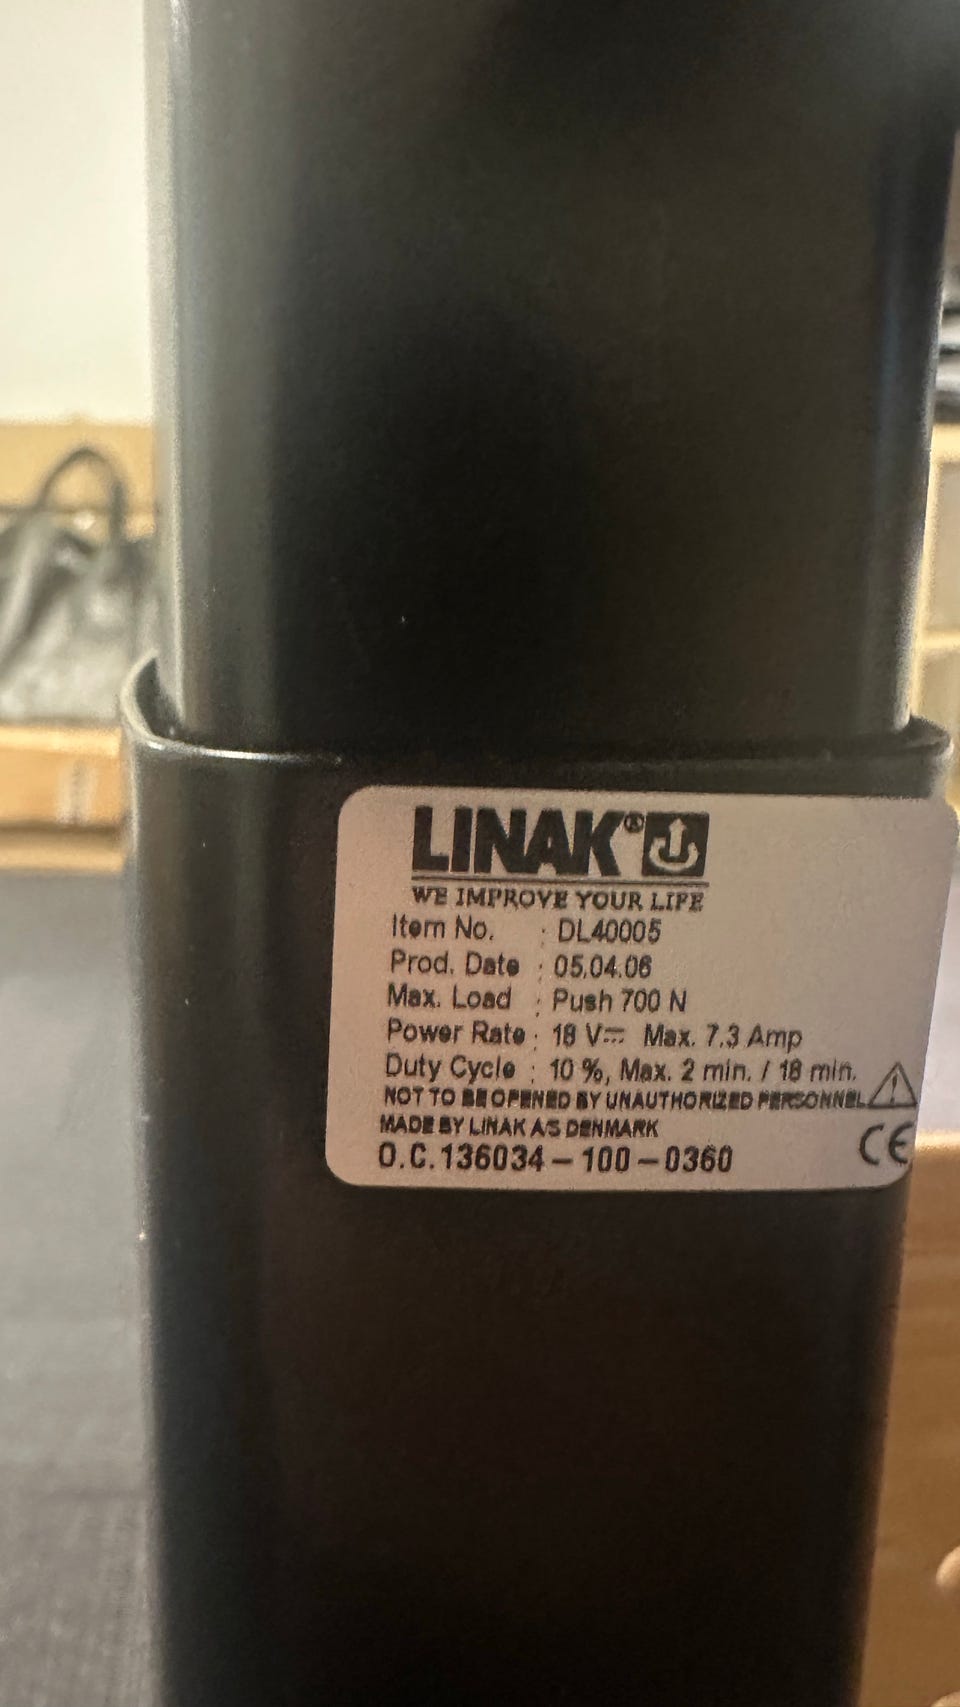 LINAK®
WE IMPROVE YOUR LIFE
Item No. : DL40005
Prod. Date : 05.04.06
Max. Load : Push 700 N
Power Rate : 18 V⎓ Max. 7.3 Amp
Duty Cycle : 10 %, Max. 2 min. / 18 min.
NOT TO BE OPENED BY UNAUTHORIZED PERSONNEL
MADE BY LINAK A/S DENMARK
O.C.136034-100-0360
CE